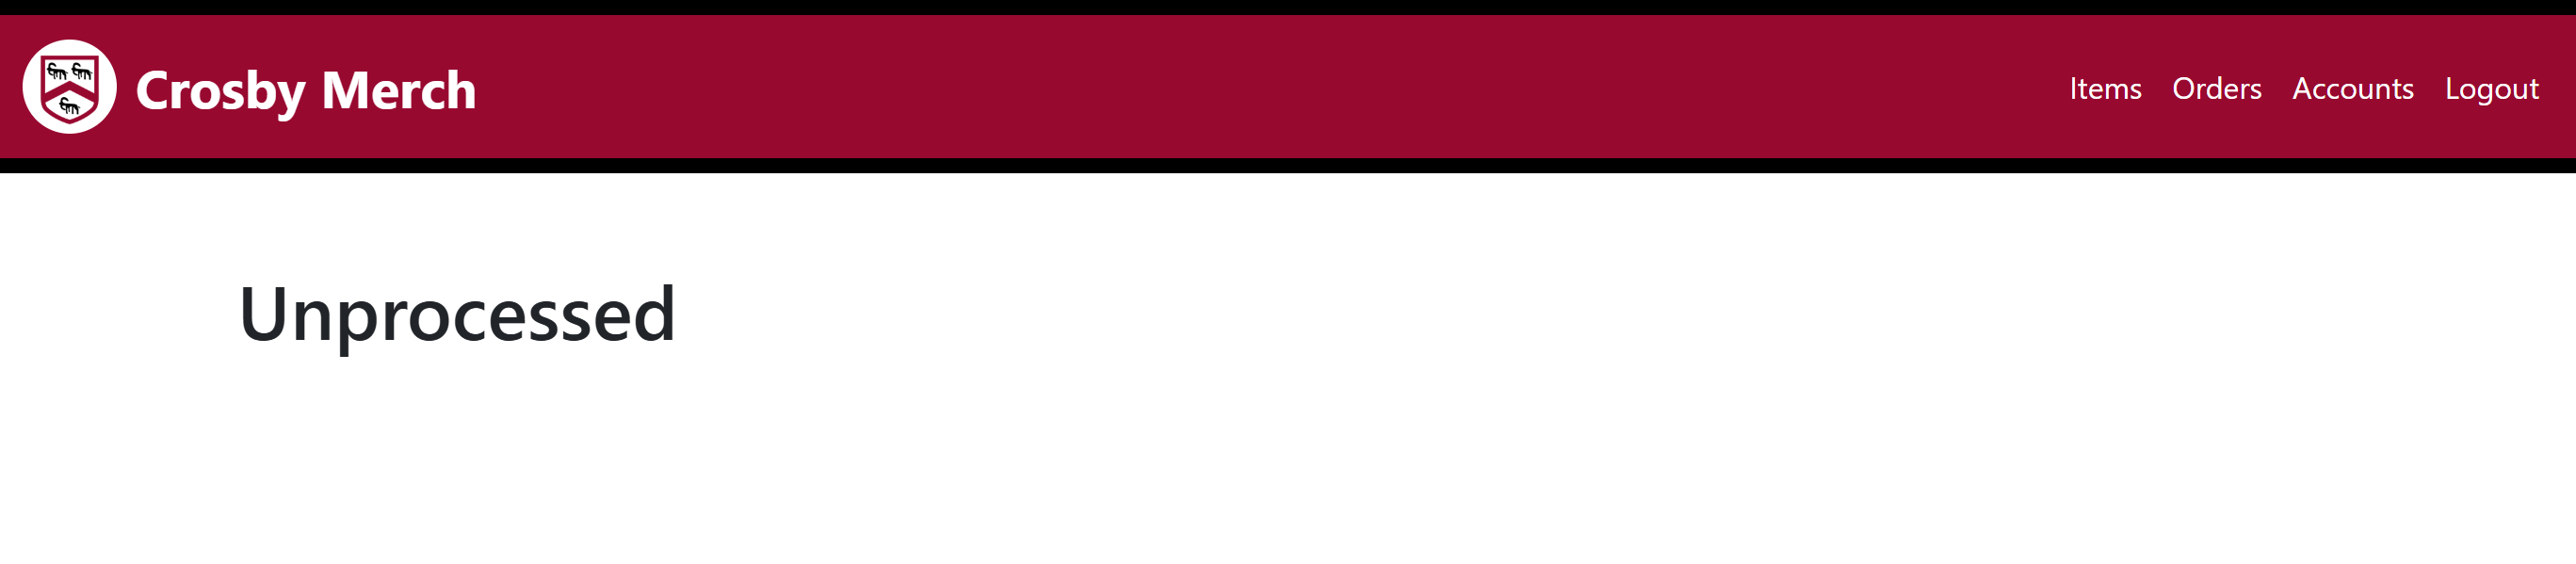 Crosby Merch
Items Orders Accounts Logout
Unprocessed